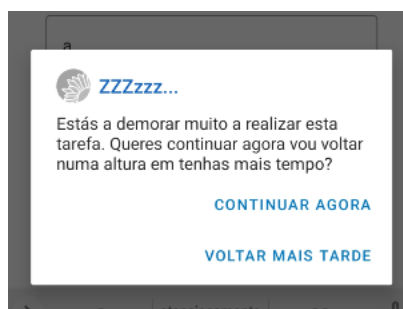 a
ZZZzzz...
Estás a demorar muito a realizar esta
tarefa. Queres continuar agora vou voltar
numa altura em tenhas mais tempo?
CONTINUAR AGORA
VOLTAR MAIS TARDE